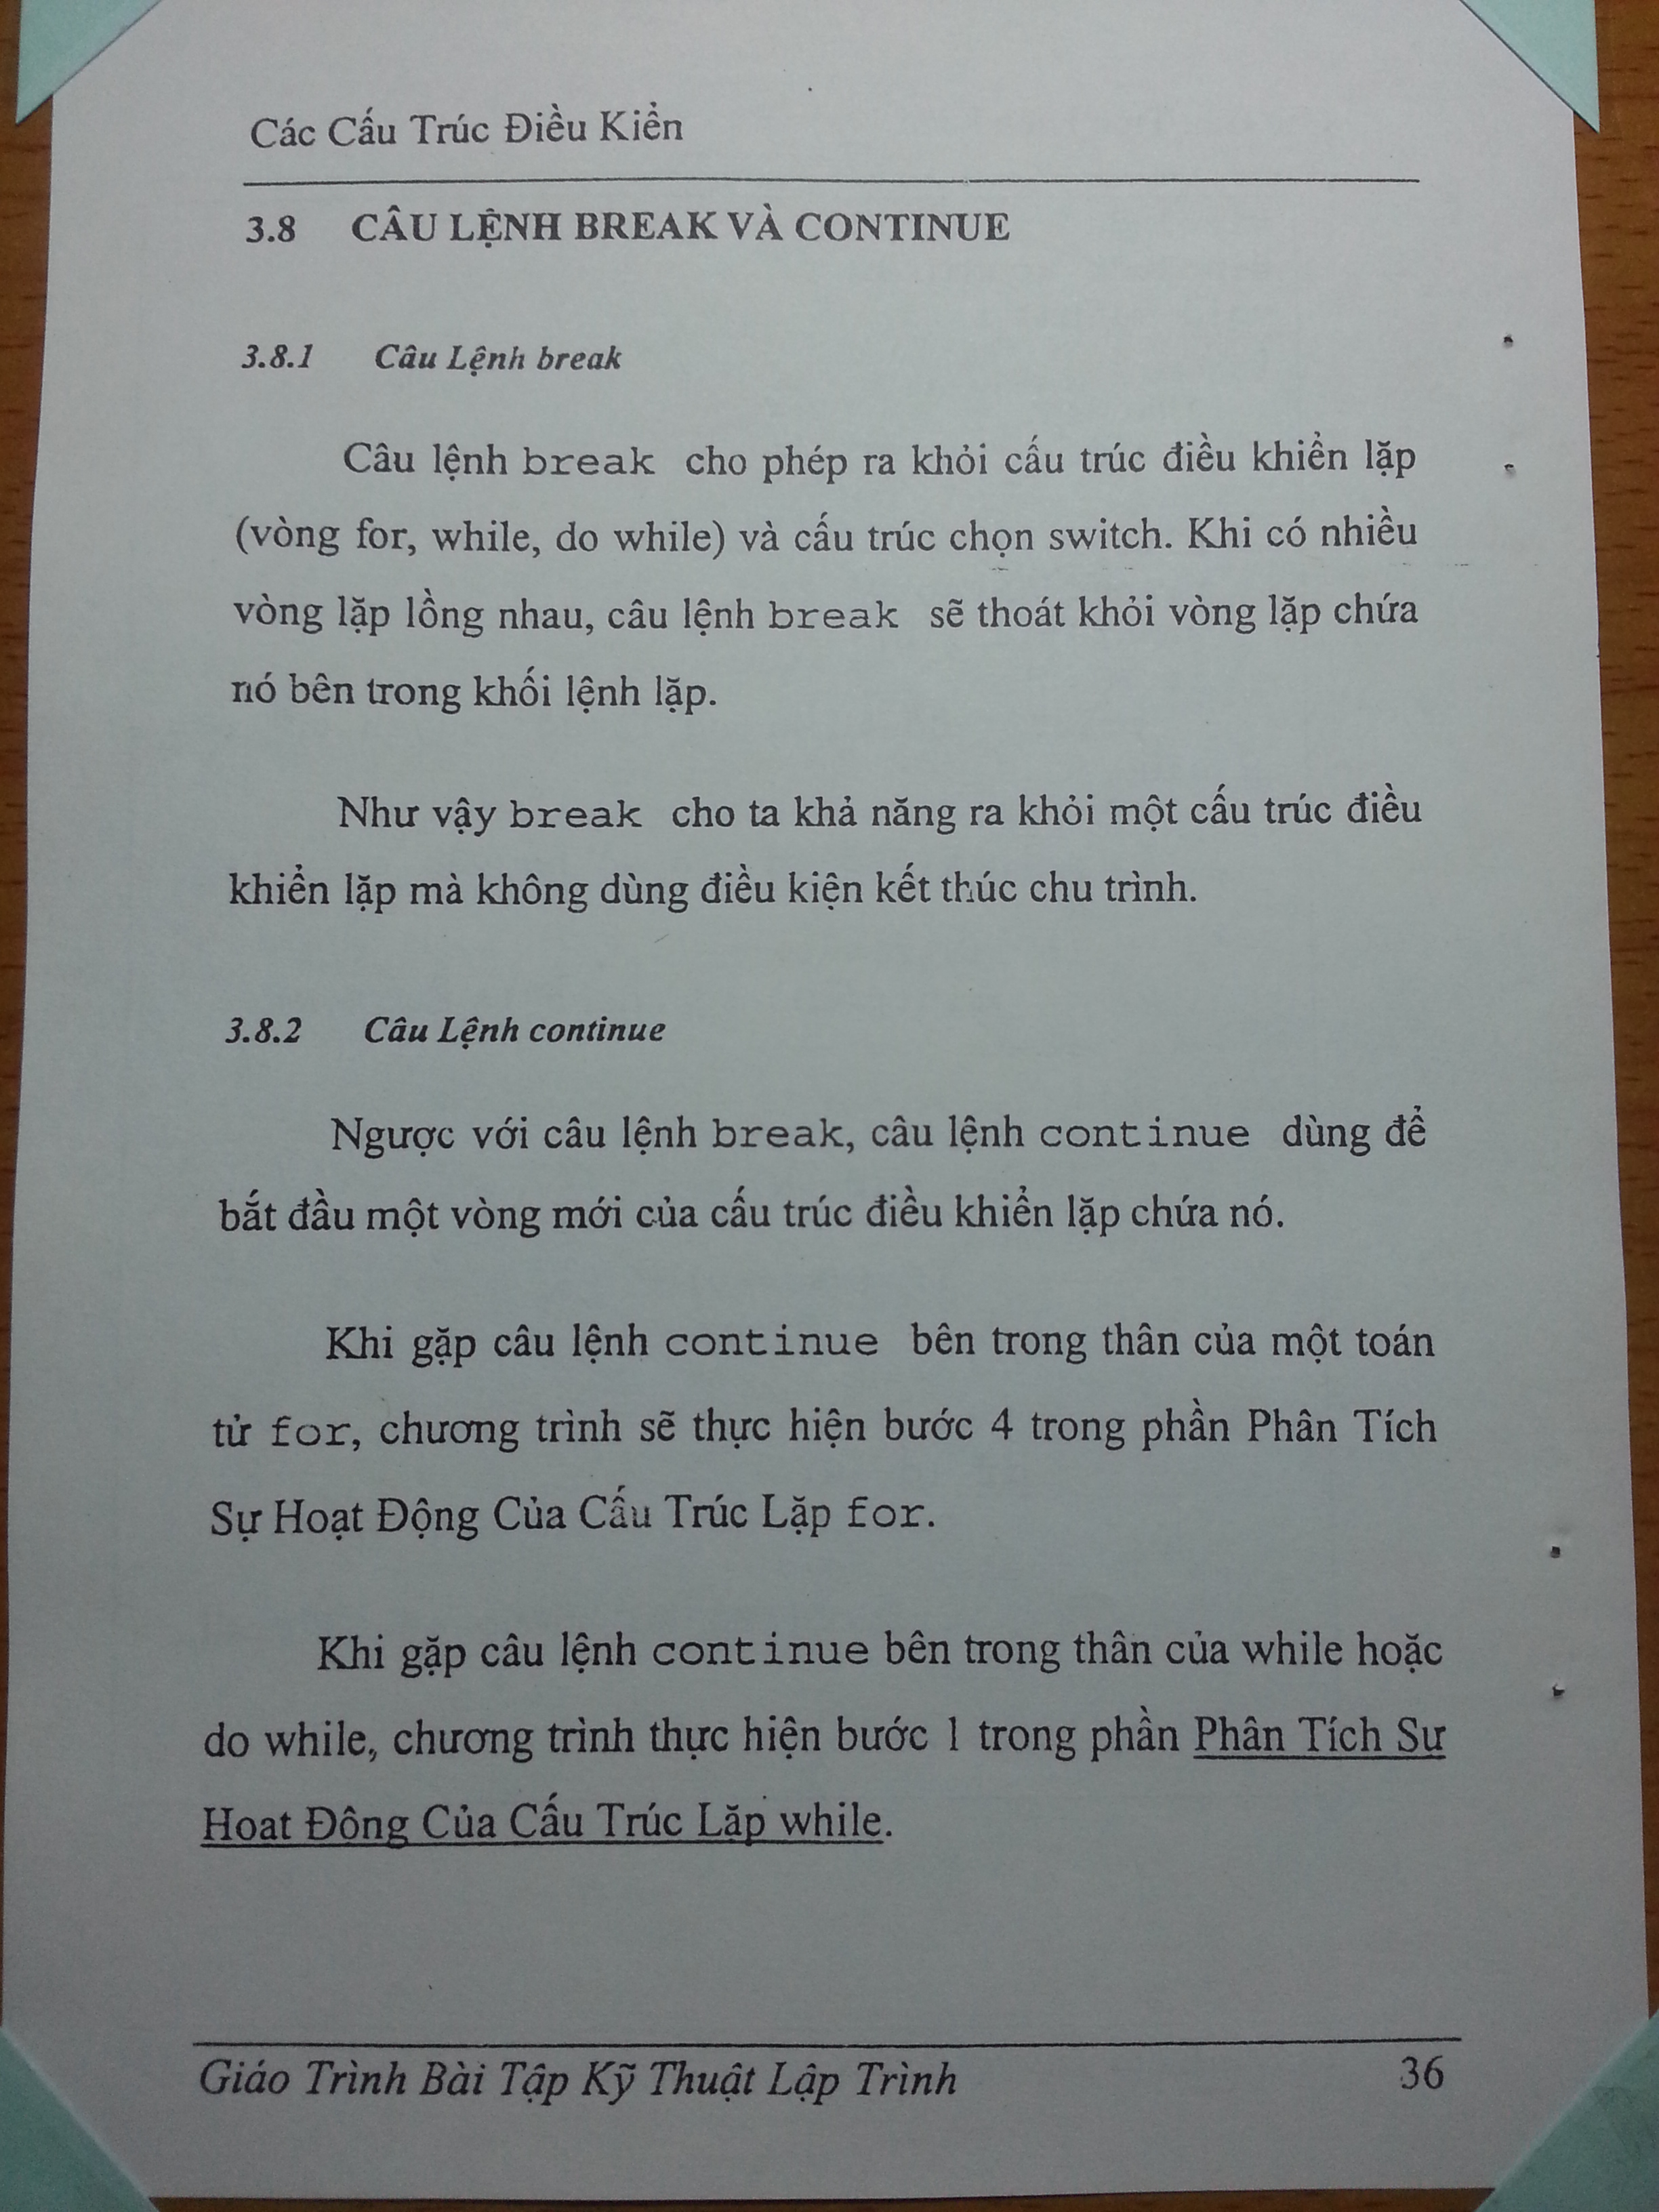 Các Cấu Trúc Điều Kiển
3.8 CÂU LỆNH BREAK VÀ CONTINUE
3.8.1 Câu Lệnh break
Câu lệnh break cho phép ra khỏi cấu trúc điều khiển lặp
(vòng for, while, do while) và cấu trúc chọn switch. Khi có nhiều
vòng lặp lồng nhau, câu lệnh break sẽ thoát khỏi vòng lặp chứa
nó bên trong khối lệnh lặp.
Như vậy break cho ta khả năng ra khỏi một cấu trúc điều
khiển lặp mà không dùng điều kiện kết thúc chu trình.
3.8.2 Câu Lệnh continue
Ngược với câu lệnh break, câu lệnh continue dùng để
bắt đầu một vòng mới của cấu trúc điều khiển lặp chứa nó.
Khi gặp câu lệnh continue bên trong thân của một toán
tử for, chương trình sẽ thực hiện bước 4 trong phần Phân Tích
Sự Hoạt Động Của Cấu Trúc Lặp for.
Khi gặp câu lệnh continue bên trong thân của while hoặc
do while, chương trình thực hiện bước 1 trong phần Phân Tích Sự
Hoạt Động Của Cấu Trúc Lặp while.
Giáo Trình Bài Tập Kỹ Thuật Lập Trình 36